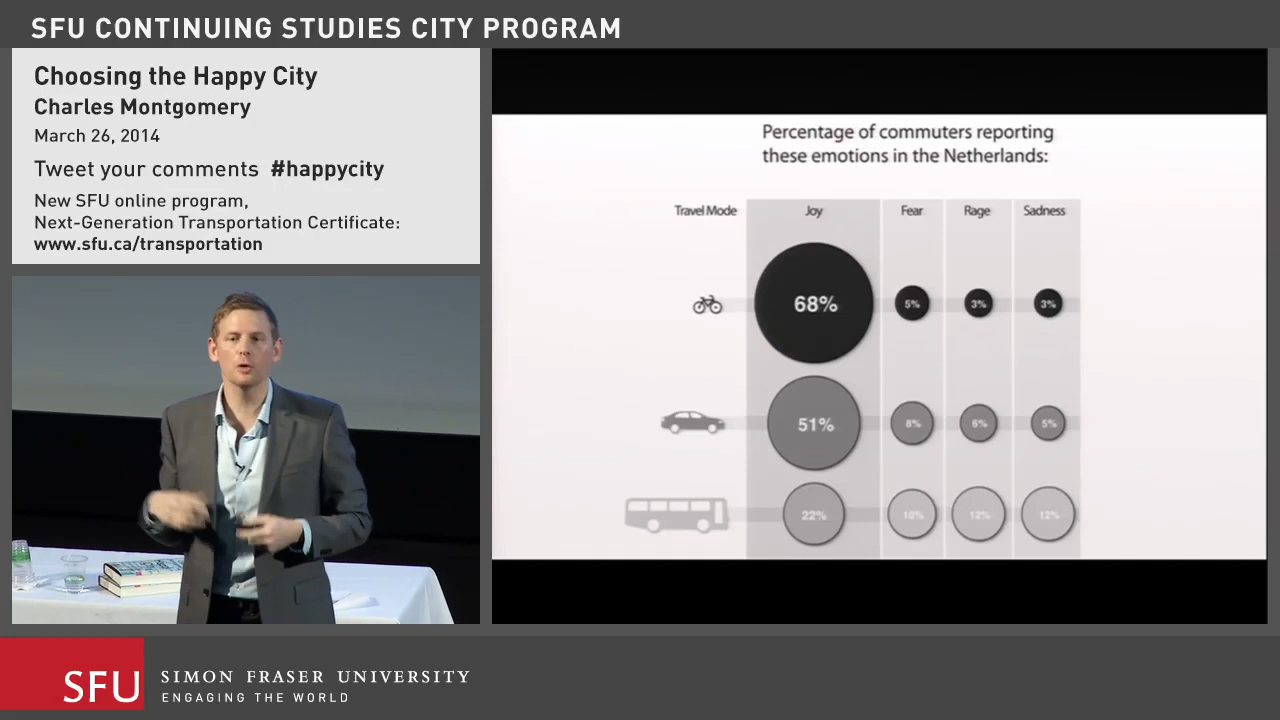 SFU CONTINUING STUDIES CITY PROGRAM
Choosing the Happy City
Charles Montgomery
March 26, 2014
Tweet your comments #happycity
New SFU online program,
Next-Generation Transportation Certificate:
www.sfu.ca/transportation
Percentage of commuters reporting
these emotions in the Netherlands:
Travel Mode Joy Fear Rage Sadness
68% 5% 3% 3%
51% 8% 6% 5%
22% 10% 12% 12%
SFU
SIMON FRASER UNIVERSITY
ENGAGING THE WORLD